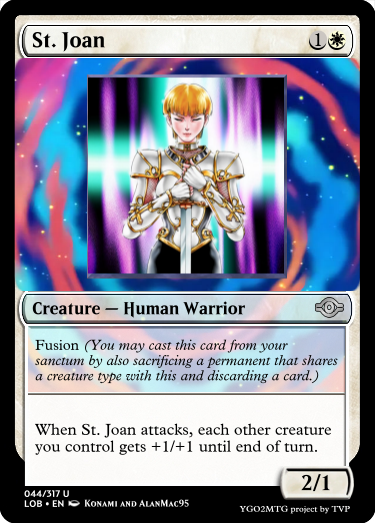 St. Joan 1
Creature — Human Warrior
Fusion (You may cast this card from your
sanctum by also sacrificing a permanent that shares
a creature type with this and discarding a card.)
When St. Joan attacks, each other creature
you control gets +1/+1 until end of turn.
2/1
044/317 U
LOB • EN Konami and AlanMac95
YGO2MTG project by TVP